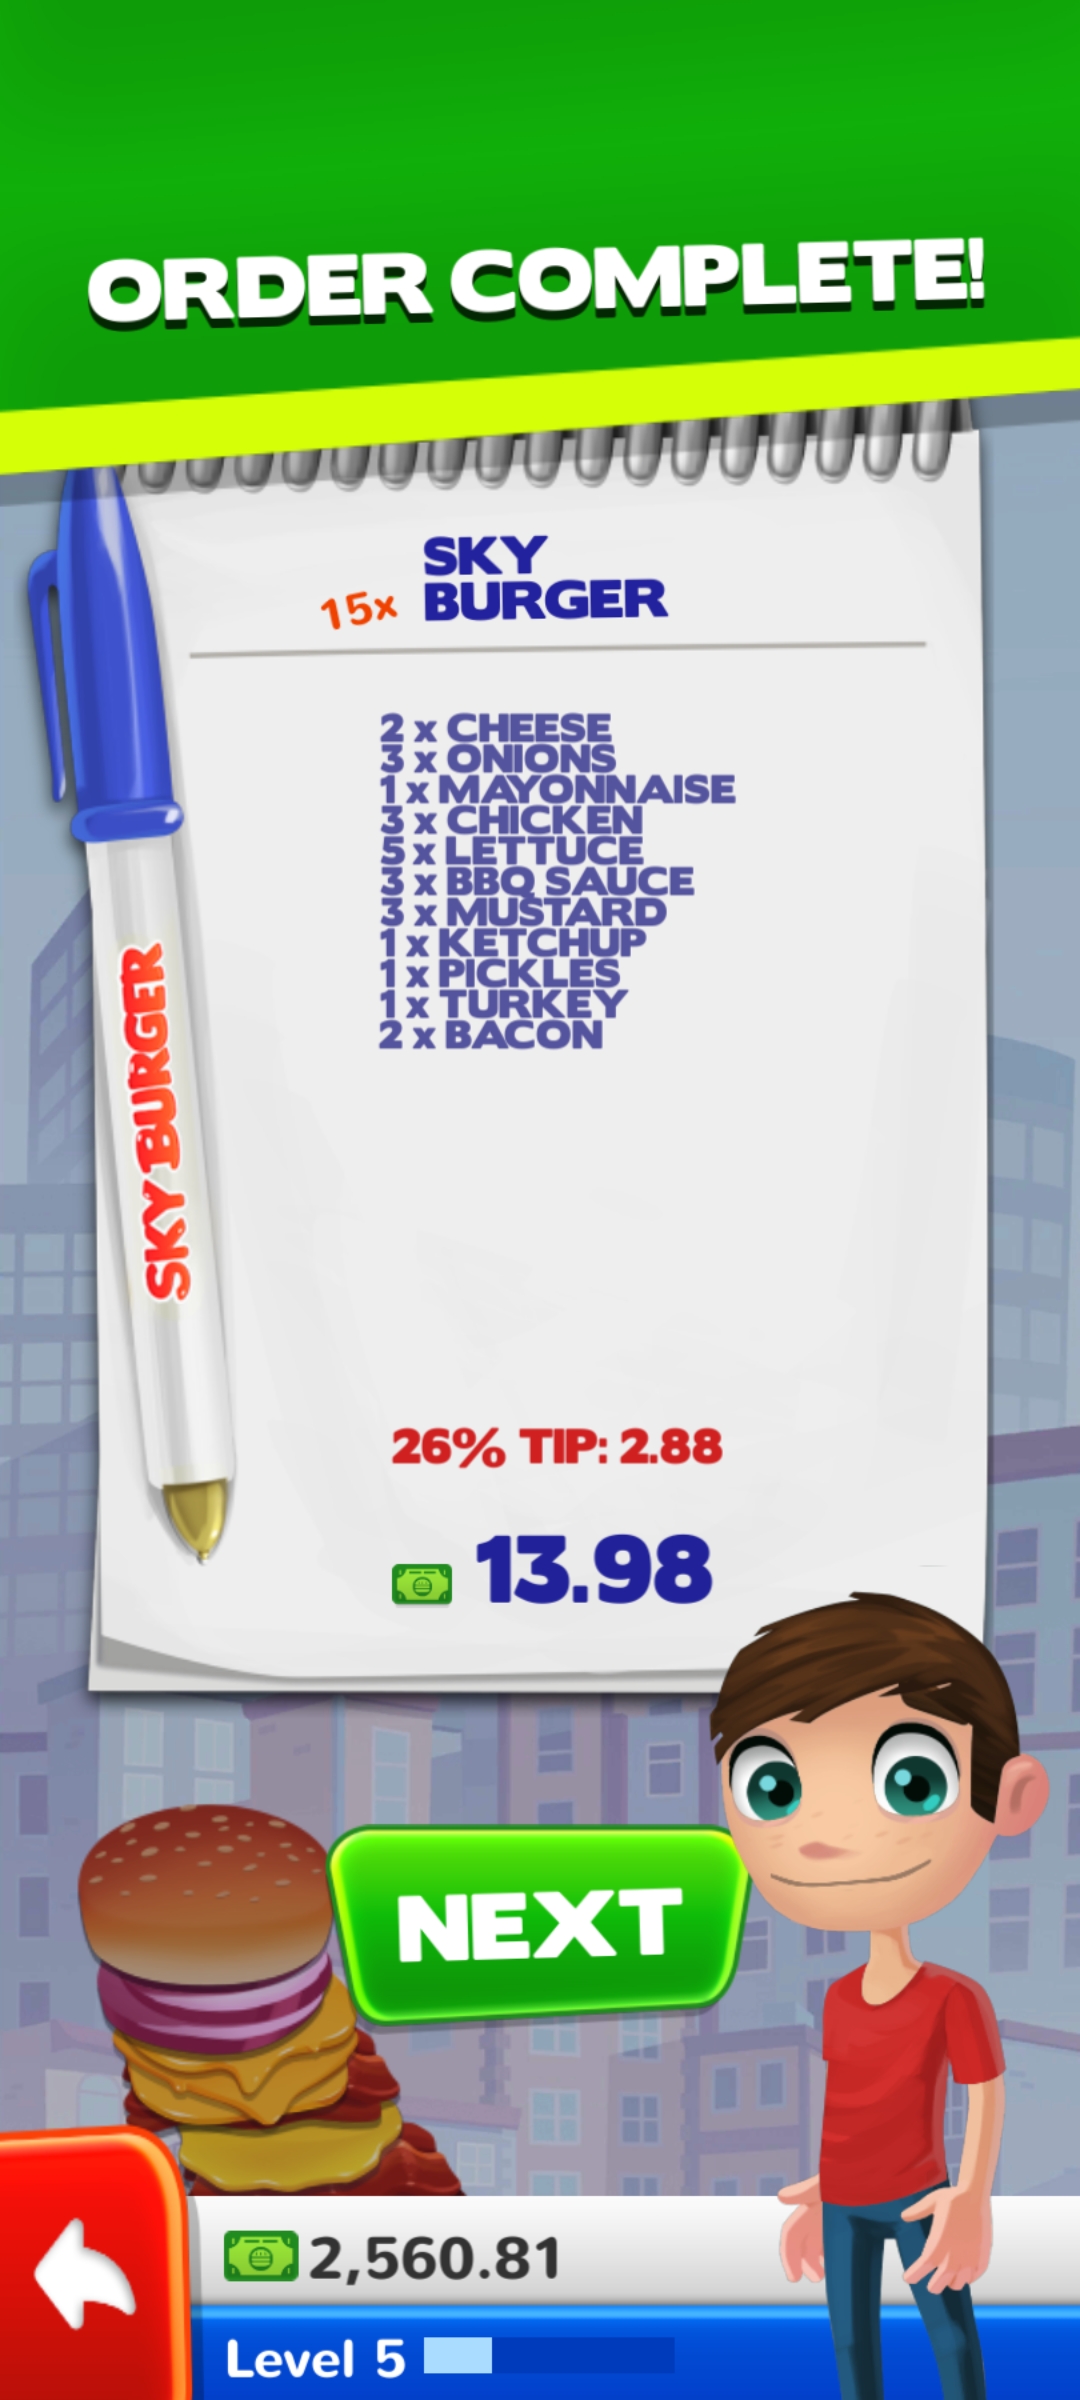 ORDER COMPLETE!
15x SKY
BURGER
2 x CHEESE
3 x ONIONS
1 x MAYONNAISE
3 x CHICKEN
5 x LETTUCE
3 x BBQ SAUCE
3 x MUSTARD
1 x KETCHUP
1 x PICKLES
1 x TURKEY
2 x BACON
SKY BURGER
26% TIP: 2.88
13.98
NEXT
2,560.81
Level 5